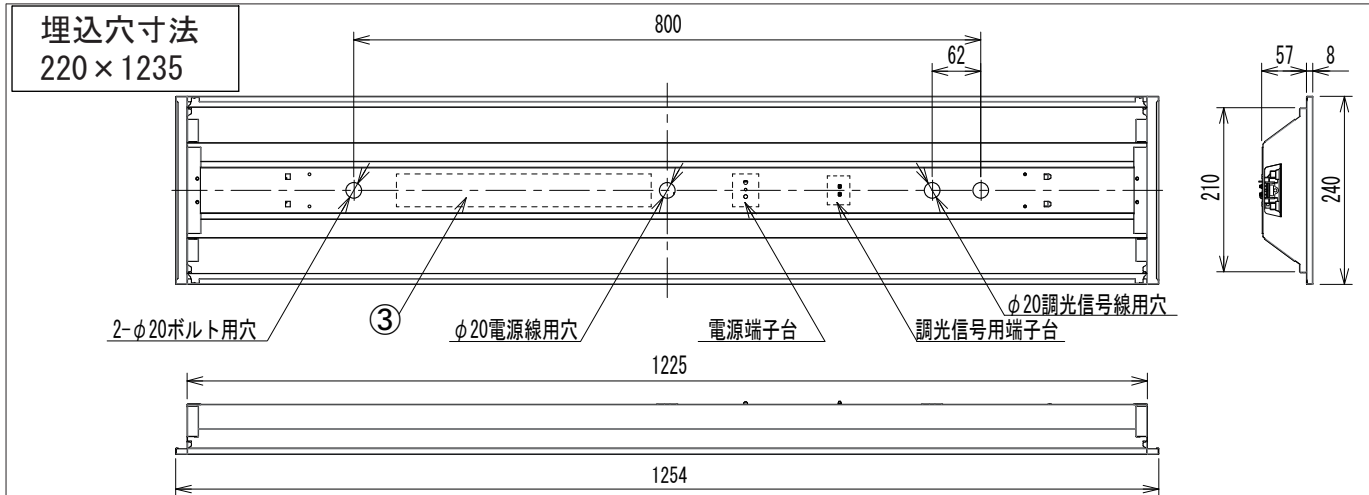 埋込穴寸法
220×1235
800
62
57
8
210
240
φ20調光信号線用穴
2-φ20ボルト用穴
③
φ20電源線用穴
電源端子台
調光信号用端子台
1225
1254